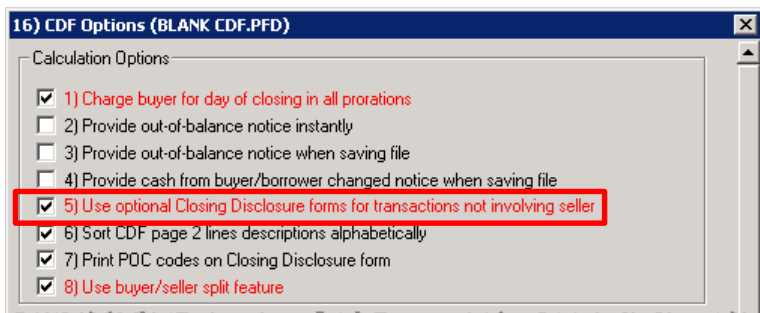 16) CDF Options (BLANK CDF.PFD)
Calculation Options
1) Charge buyer for day of closing in all prorations
2) Provide out-of-balance notice instantly
3) Provide out-of-balance notice when saving file
4) Provide cash from buyer/borrower changed notice when saving file
5) Use optional Closing Disclosure forms for transactions not involving seller
6) Sort CDF page 2 lines descriptions alphabetically
7) Print POC codes on Closing Disclosure form
8) Use buyer/seller split feature